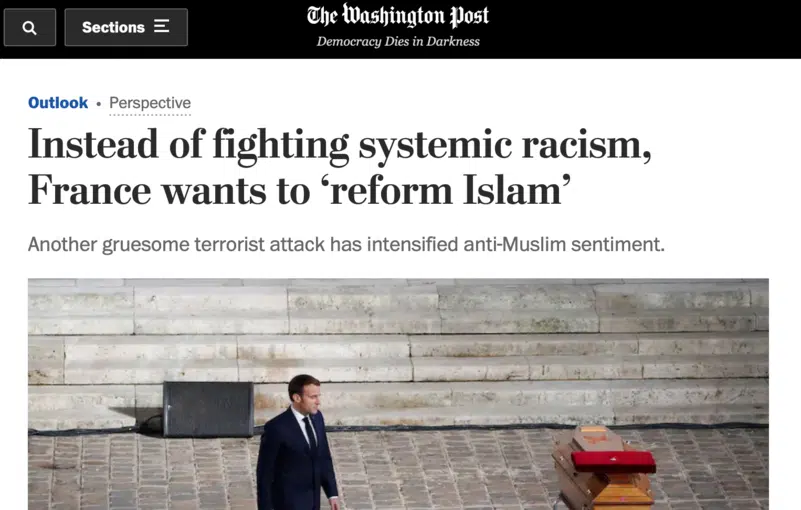 Sections
The Washington Post
Democracy Dies in Darkness
Outlook • Perspective
Instead of fighting systemic racism,
France wants to ‘reform Islam’
Another gruesome terrorist attack has intensified anti-Muslim sentiment.